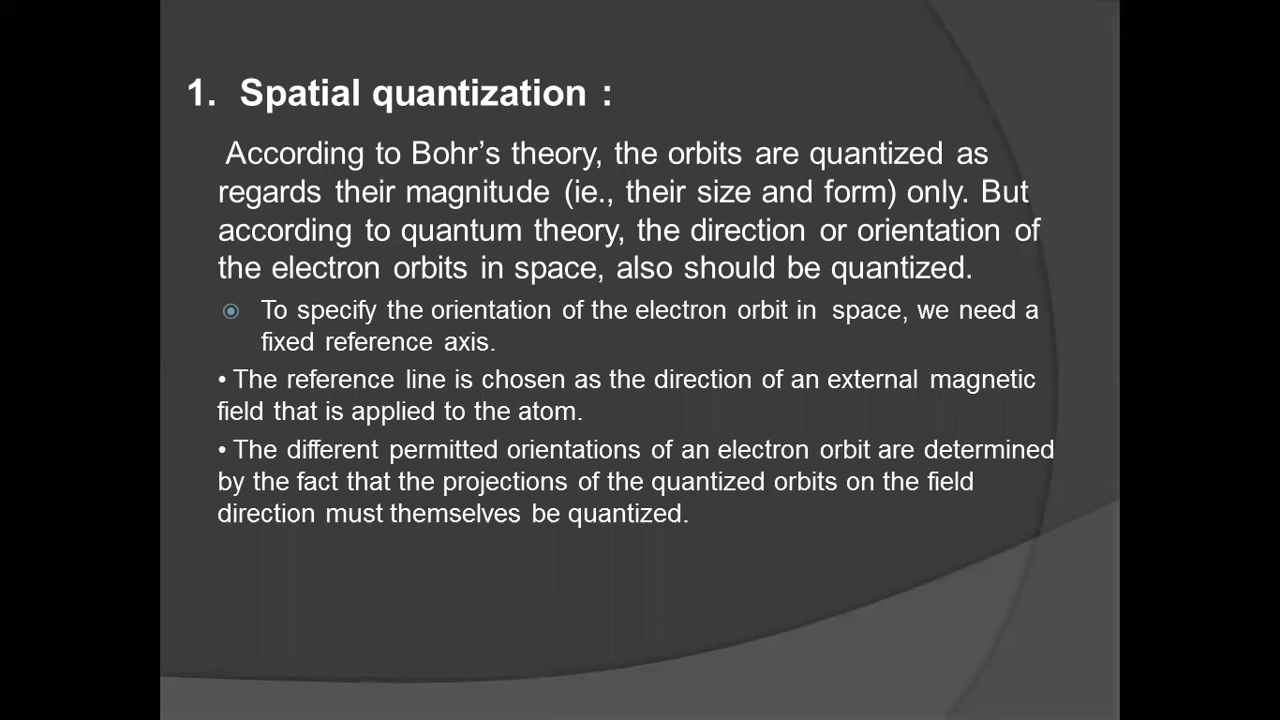 1. Spatial quantization :
According to Bohr’s theory, the orbits are quantized as
regards their magnitude (ie., their size and form) only. But
according to quantum theory, the direction or orientation of
the electron orbits in space, also should be quantized.
To specify the orientation of the electron orbit in space, we need a
fixed reference axis.
• The reference line is chosen as the direction of an external magnetic
field that is applied to the atom.
• The different permitted orientations of an electron orbit are determined
by the fact that the projections of the quantized orbits on the field
direction must themselves be quantized.